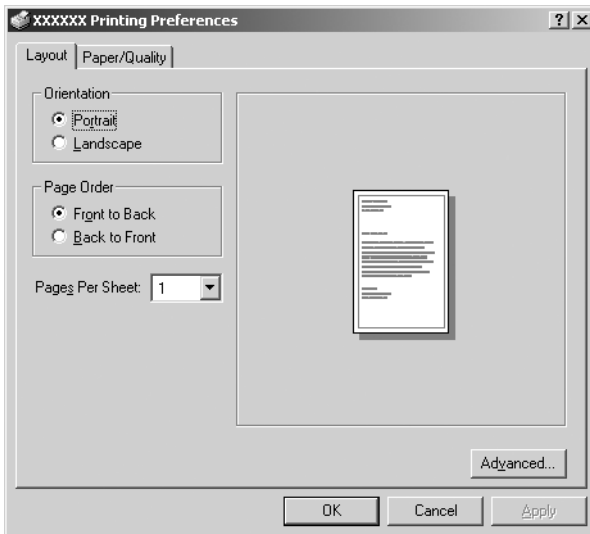 XXXXXX Printing Preferences
Layout Paper/Quality
Orientation
Portrait
Landscape
Page Order
Front to Back
Back to Front
Pages Per Sheet: 1
Advanced...
OK Cancel Apply